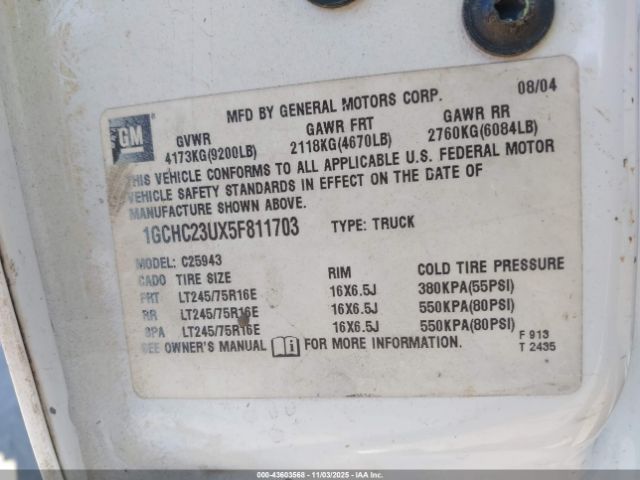 08/04
MFD BY GENERAL MOTORS CORP.
GM
GVWR GAWR FRT GAWR RR
4173KG(9200LB) 2118KG(4670LB) 2760KG(6084LB)
THIS VEHICLE CONFORMS TO ALL APPLICABLE U.S. FEDERAL MOTOR
VEHICLE SAFETY STANDARDS IN EFFECT ON THE DATE OF
MANUFACTURE SHOWN ABOVE.
1GCHC23UX5F811703 TYPE: TRUCK
MODEL: C25943
CADO TIRE SIZE RIM COLD TIRE PRESSURE
FRT LT245/75R16E 16X6.5J 380KPA(55PSI)
RR LT245/75R16E 16X6.5J 550KPA(80PSI)
SPA LT245/75R16E 16X6.5J 550KPA(80PSI)
SEE OWNER'S MANUAL i FOR MORE INFORMATION.
F 913
T 2435
000-43603568 - 11/03/2025 - IAAI.com